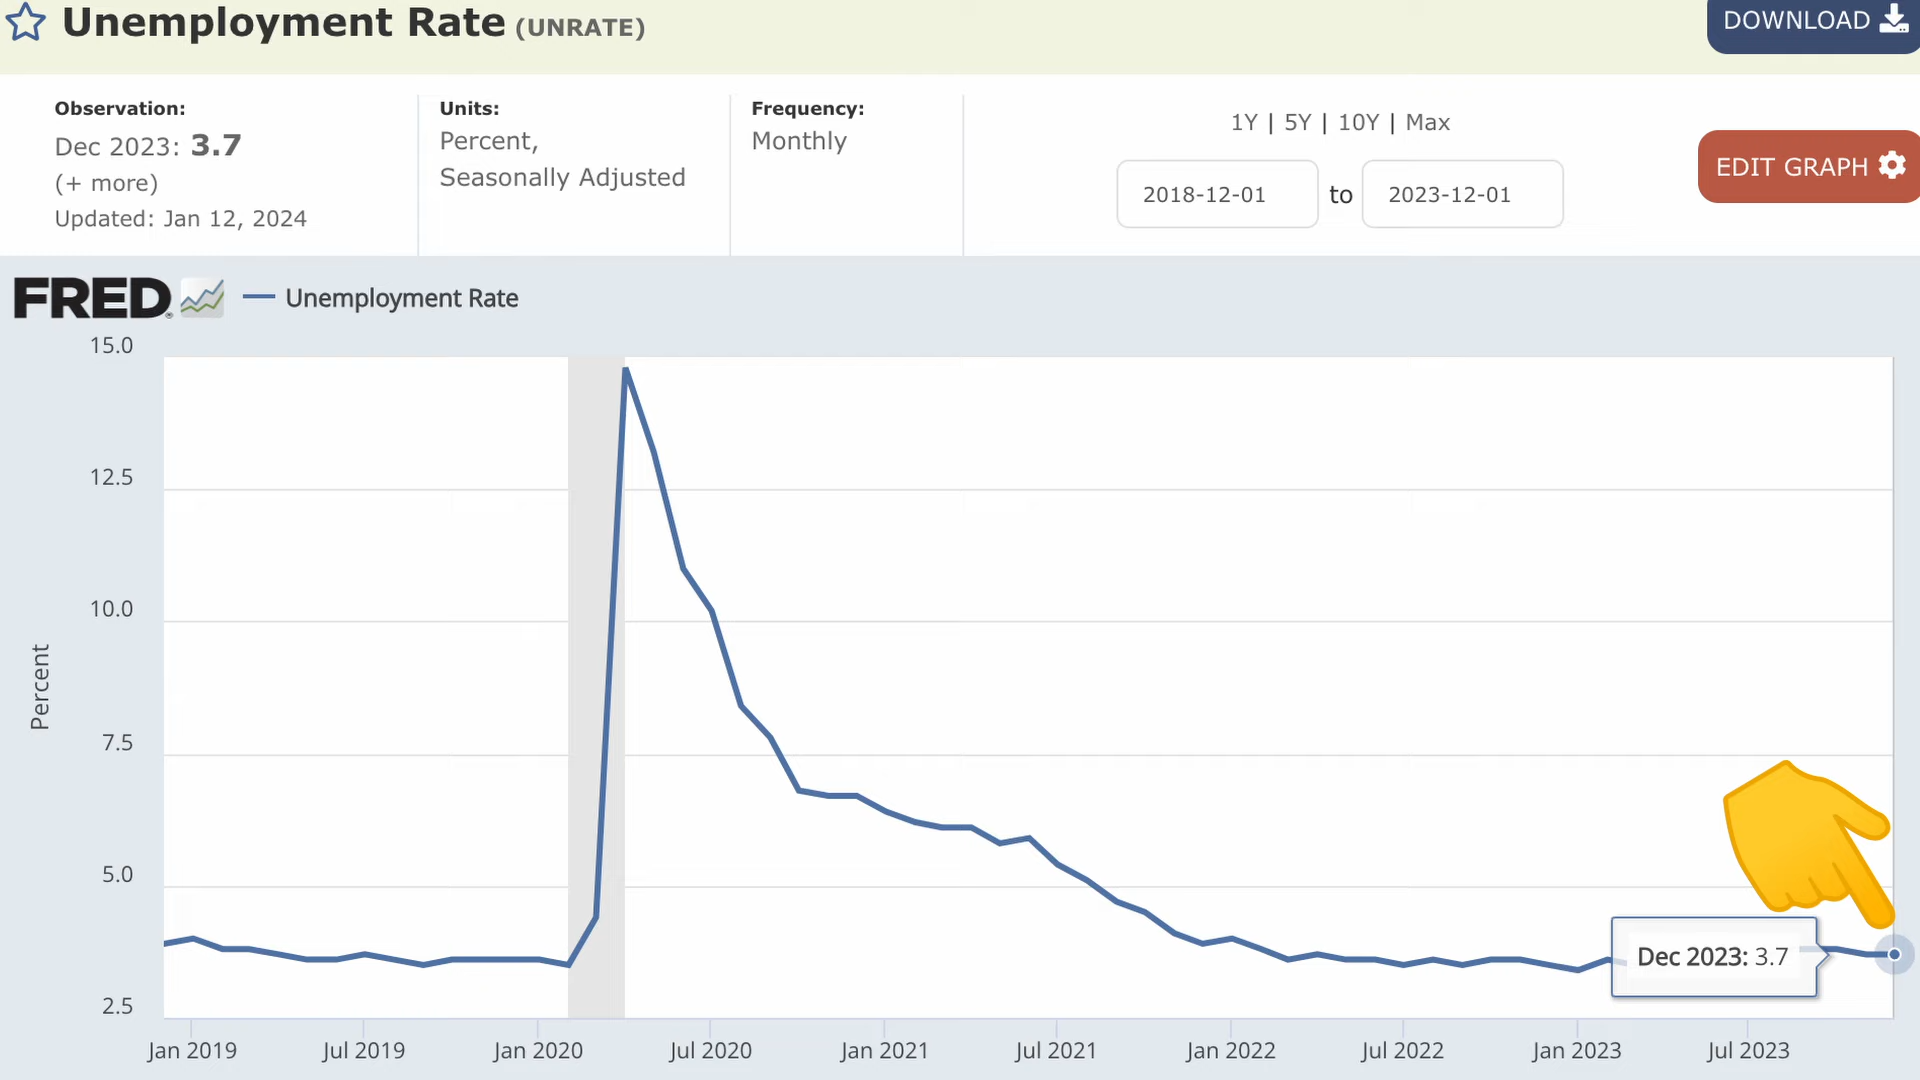 Unemployment Rate (UNRATE)
DOWNLOAD
Observation:
Dec 2023: 3.7
(+ more)
Updated: Jan 12, 2024
Units:
Percent,
Seasonally Adjusted
Frequency:
Monthly
1Y | 5Y | 10Y | Max
2018-12-01 to 2023-12-01
EDIT GRAPH
FRED® Unemployment Rate
15.0
12.5
10.0
7.5
5.0
2.5
Percent
Dec 2023: 3.7
Jan 2019 Jul 2019 Jan 2020 Jul 2020 Jan 2021 Jul 2021 Jan 2022 Jul 2022 Jan 2023 Jul 2023